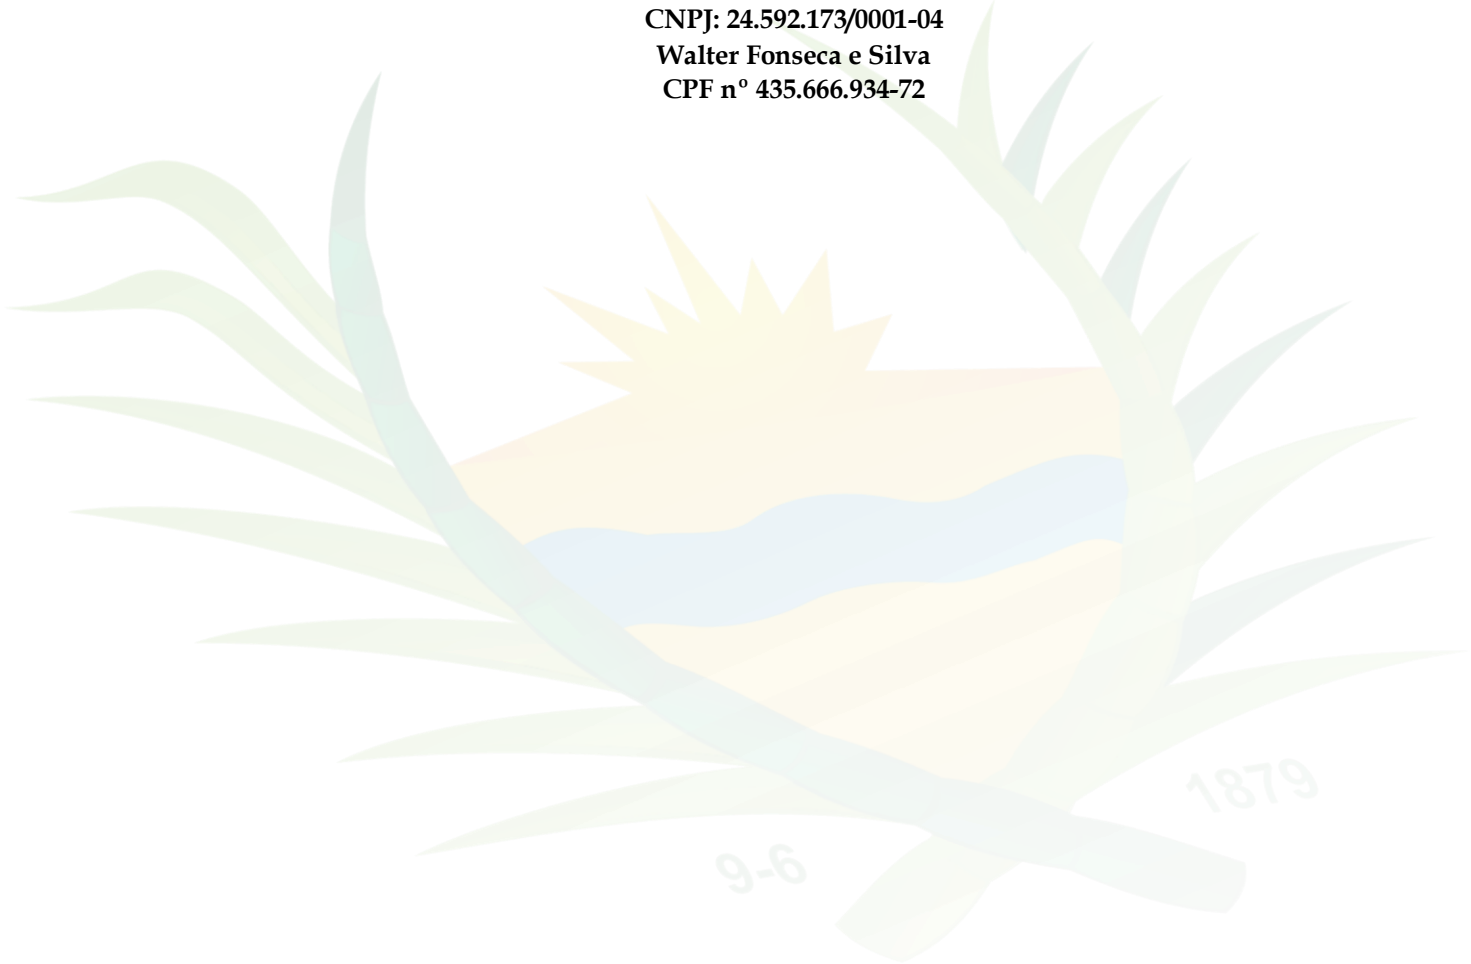 CNPJ: 24.592.173/0001-04
Walter Fonseca e Silva
CPF nº 435.666.934-72
1879
9-6